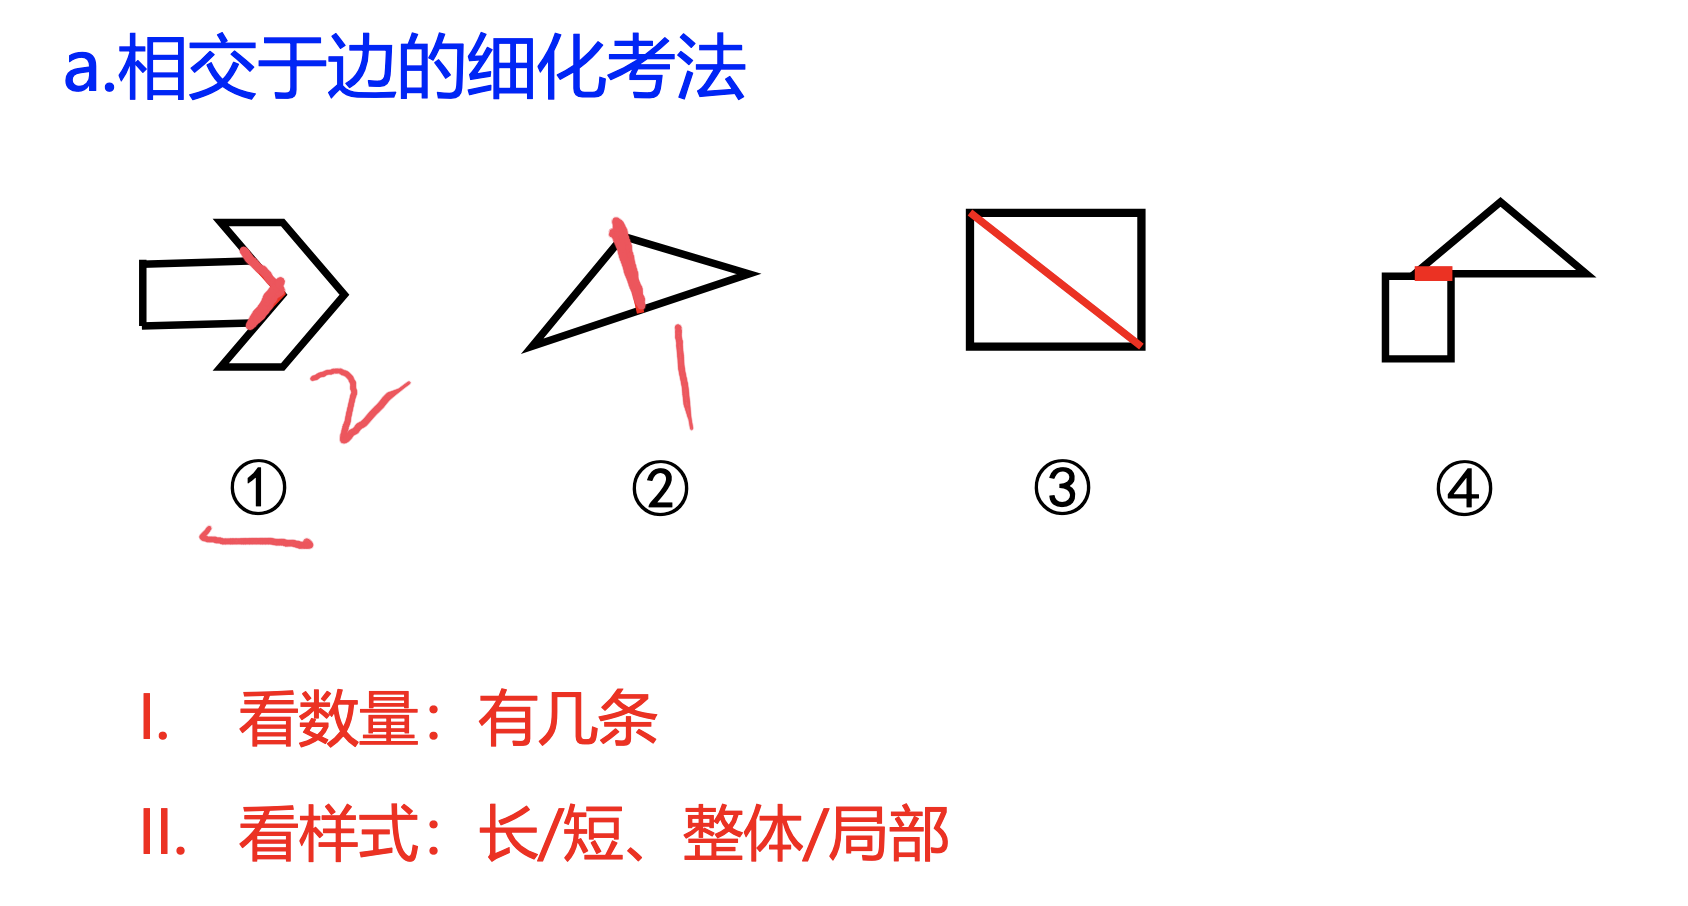 a.相交于边的细化考法
2
1
① ② ③ ④
I. 看数量：有几条
II. 看样式：长/短、整体/局部